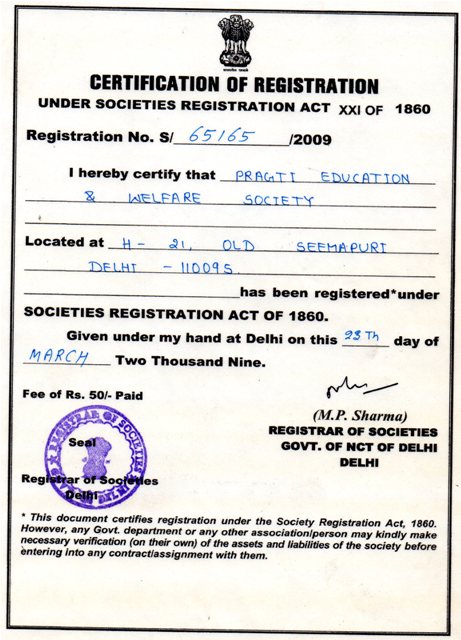 CERTIFICATION OF REGISTRATION
UNDER SOCIETIES REGISTRATION ACT XXI OF 1860
Registration No. S/ 65165 /2009
I hereby certify that PRAGTI EDUCATION
& WELFARE SOCIETY
Located at H- 21, OLD SEEMAPURI
DELHI - 110095
has been registered*under
SOCIETIES REGISTRATION ACT OF 1860.
Given under my hand at Delhi on this 23Th day of
MARCH Two Thousand Nine.
Fee of Rs. 50/- Paid
(M.P. Sharma)
REGISTRAR OF SOCIETIES
GOVT. OF NCT OF DELHI
DELHI
REGISTRAR OF SOCIETIES
Seal
Registrar of Societies
Delhi
* This document certifies registration under the Society Registration Act, 1860.
However, any Govt. department or any other association/person may kindly make
necessary verification (on their own) of the assets and liabilities of the society before
entering into any contract/assignment with them.